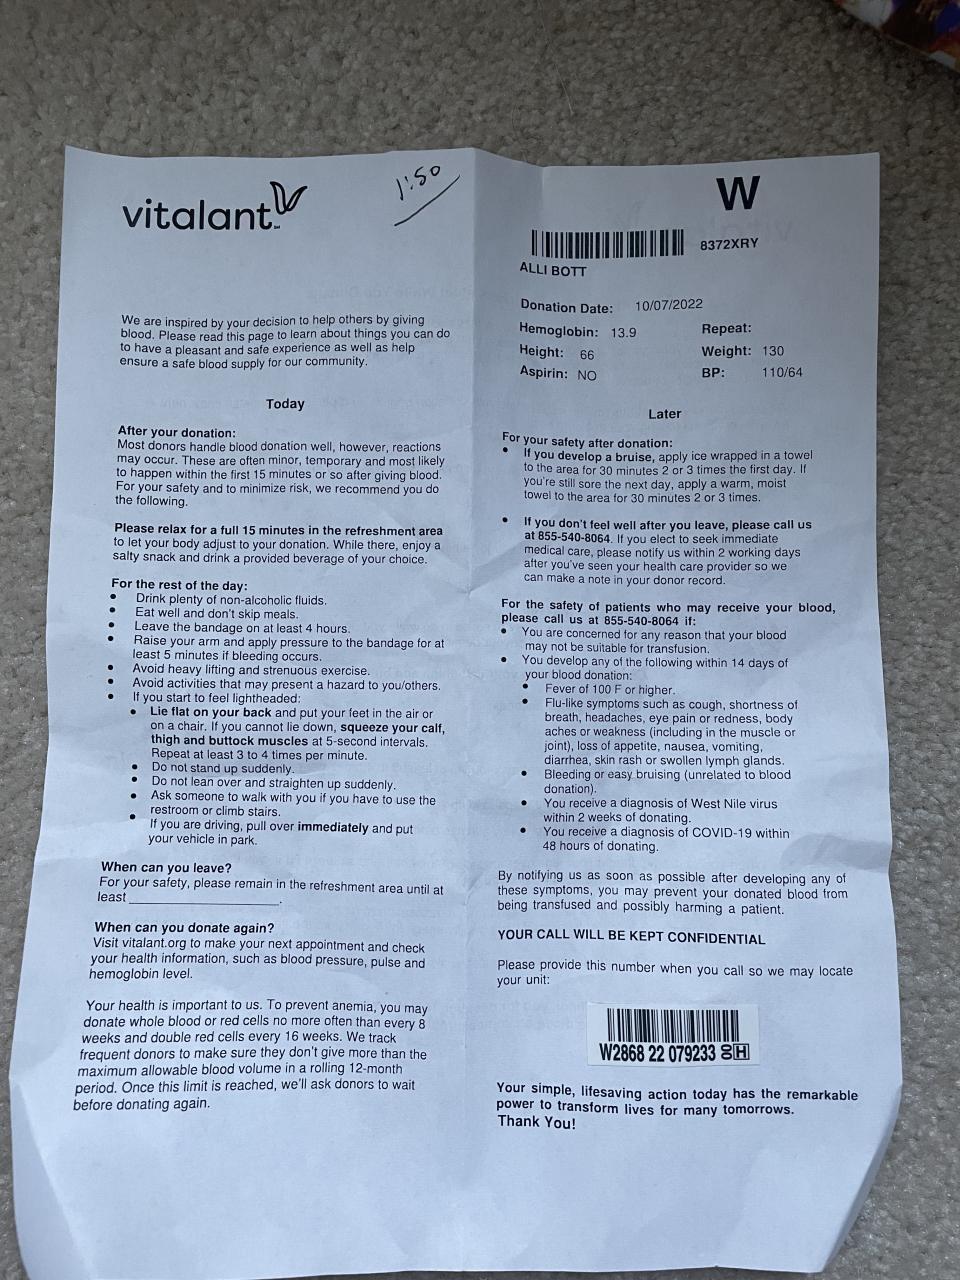 vitalant
1:50
We are inspired by your decision to help others by giving
blood. Please read this page to learn about things you can do
to have a pleasant and safe experience as well as help
ensure a safe blood supply for our community.
Today
After your donation:
Most donors handle blood donation well, however, reactions
may occur. These are often minor, temporary and most likely
to happen within the first 15 minutes or so after giving blood.
For your safety and to minimize risk, we recommend you do
the following.
Please relax for a full 15 minutes in the refreshment area
to let your body adjust to your donation. While there, enjoy a
salty snack and drink a provided beverage of your choice.
For the rest of the day:
• Drink plenty of non-alcoholic fluids.
• Eat well and don't skip meals.
• Leave the bandage on at least 4 hours.
• Raise your arm and apply pressure to the bandage for at
least 5 minutes if bleeding occurs.
• Avoid heavy lifting and strenuous exercise.
• Avoid activities that may present a hazard to you/others.
• If you start to feel lightheaded:
• Lie flat on your back and put your feet in the air or
on a chair. If you cannot lie down, squeeze your calf,
thigh and buttock muscles at 5-second intervals.
Repeat at least 3 to 4 times per minute.
• Do not stand up suddenly.
• Do not lean over and straighten up suddenly.
• Ask someone to walk with you if you have to use the
restroom or climb stairs.
• If you are driving, pull over immediately and put
your vehicle in park.
When can you leave?
For your safety, please remain in the refreshment area until at
least ____________________.
When can you donate again?
Visit vitalant.org to make your next appointment and check
your health information, such as blood pressure, pulse and
hemoglobin level.
Your health is important to us. To prevent anemia, you may
donate whole blood or red cells no more often than every 8
weeks and double red cells every 16 weeks. We track
frequent donors to make sure they don't give more than the
maximum allowable blood volume in a rolling 12-month
period. Once this limit is reached, we'll ask donors to wait
before donating again.
W
8372XRY
ALLI BOTT
Donation Date: 10/07/2022
Hemoglobin: 13.9 Repeat:
Height: 66 Weight: 130
Aspirin: NO BP: 110/64
Later
For your safety after donation:
• If you develop a bruise, apply ice wrapped in a towel
to the area for 30 minutes 2 or 3 times the first day. If
you're still sore the next day, apply a warm, moist
towel to the area for 30 minutes 2 or 3 times.
• If you don't feel well after you leave, please call us
at 855-540-8064. If you elect to seek immediate
medical care, please notify us within 2 working days
after you've seen your health care provider so we
can make a note in your donor record.
For the safety of patients who may receive your blood,
please call us at 855-540-8064 if:
• You are concerned for any reason that your blood
may not be suitable for transfusion.
• You develop any of the following within 14 days of
your blood donation:
• Fever of 100 F or higher.
• Flu-like symptoms such as cough, shortness of
breath, headaches, eye pain or redness, body
aches or weakness (including in the muscle or
joint), loss of appetite, nausea, vomiting,
diarrhea, skin rash or swollen lymph glands.
• Bleeding or easy bruising (unrelated to blood
donation).
• You receive a diagnosis of West Nile virus
within 2 weeks of donating.
• You receive a diagnosis of COVID-19 within
48 hours of donating.
By notifying us as soon as possible after developing any of
these symptoms, you may prevent your donated blood from
being transfused and possibly harming a patient.
YOUR CALL WILL BE KEPT CONFIDENTIAL
Please provide this number when you call so we may locate
your unit:
W2868 22 079233 00 H
Your simple, lifesaving action today has the remarkable
power to transform lives for many tomorrows.
Thank You!